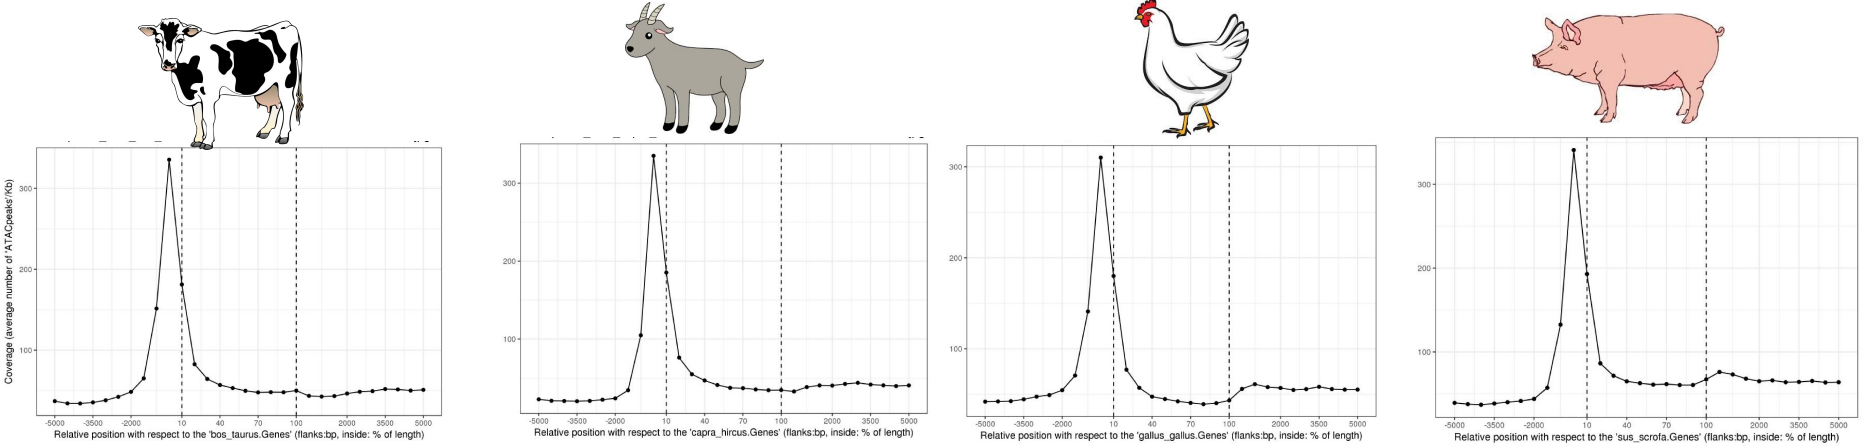 Coverage (average number of 'ATACpeaks'/Kb)
300
200
100
-5000 -3500 -2000 10 40 70 100 2000 3500 5000
Relative position with respect to the 'bos_taurus.Genes' (flanks:bp, inside: % of length)
300
200
100
-5000 -3500 -2000 10 40 70 100 2000 3500 5000
Relative position with respect to the 'capra_hircus.Genes' (flanks:bp, inside: % of length)
300
200
100
-5000 -3500 -2000 10 40 70 100 2000 3500 5000
Relative position with respect to the 'gallus_gallus.Genes' (flanks:bp, inside: % of length)
300
200
100
-5000 -3500 -2000 10 40 70 100 2000 3500 5000
Relative position with respect to the 'sus_scrofa.Genes' (flanks:bp, inside: % of length)